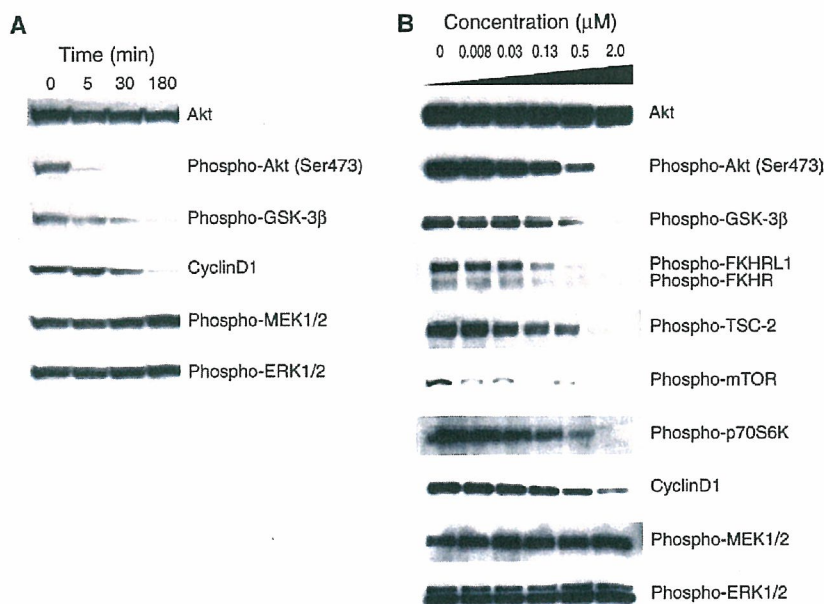 A
Time (min)
0 5 30 180
Akt
Phospho-Akt (Ser473)
Phospho-GSK-3β
CyclinD1
Phospho-MEK1/2
Phospho-ERK1/2
B
Concentration (μM)
0 0.008 0.03 0.13 0.5 2.0
Akt
Phospho-Akt (Ser473)
Phospho-GSK-3β
Phospho-FKHRL1
Phospho-FKHR
Phospho-TSC-2
Phospho-mTOR
Phospho-p70S6K
CyclinD1
Phospho-MEK1/2
Phospho-ERK1/2